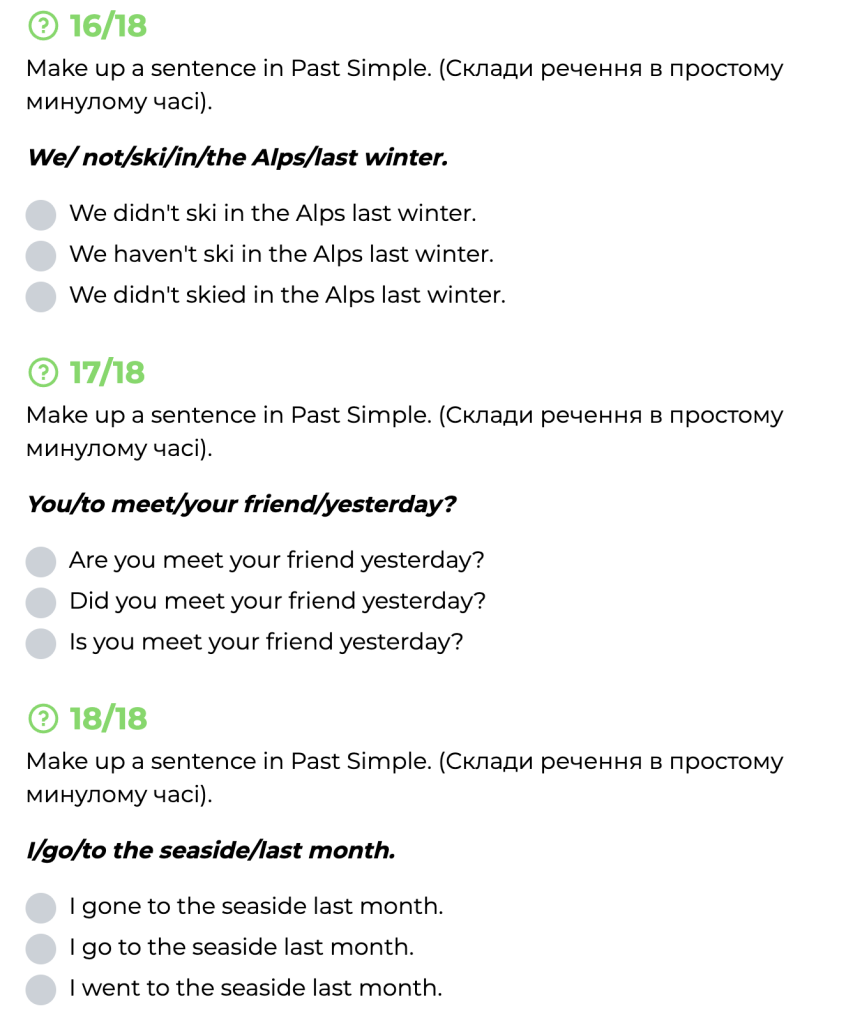 16/18
Make up a sentence in Past Simple. (Склади речення в простому
минулому часі).
We/ not/ski/in/the Alps/last winter.
We didn't ski in the Alps last winter.
We haven't ski in the Alps last winter.
We didn't skied in the Alps last winter.
17/18
Make up a sentence in Past Simple. (Склади речення в простому
минулому часі).
You/to meet/your friend/yesterday?
Are you meet your friend yesterday?
Did you meet your friend yesterday?
Is you meet your friend yesterday?
18/18
Make up a sentence in Past Simple. (Склади речення в простому
минулому часі).
I/go/to the seaside/last month.
I gone to the seaside last month.
I go to the seaside last month.
I went to the seaside last month.